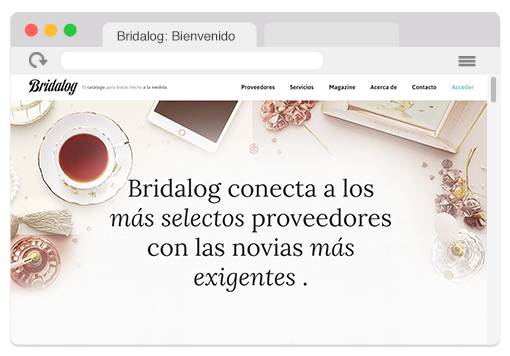 Bridalog: Bienvenido
Bridalog El catálogo para bodas hecho a la medida. Proveedores Servicios Magazine Acerca de Contacto Acceder
Bridalog conecta a los
más selectos proveedores
con las novias más
exigentes .